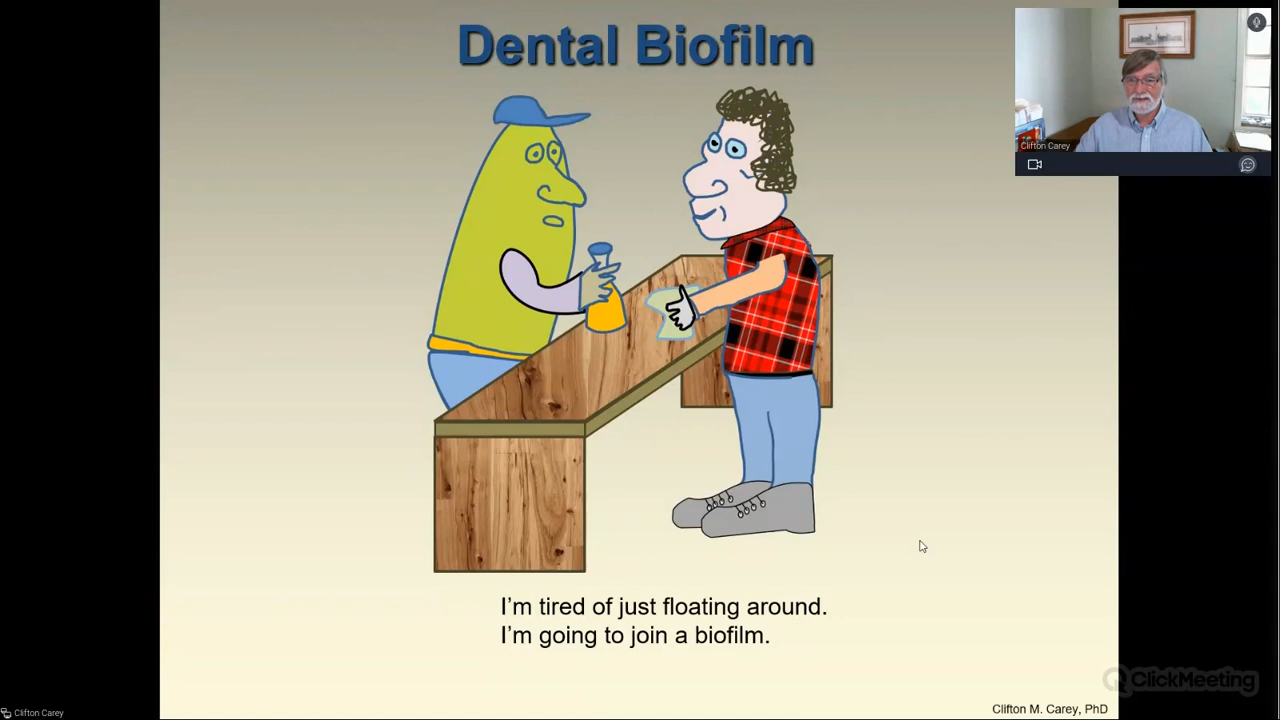 Dental Biofilm
Clifton Carey
I'm tired of just floating around.
I'm going to join a biofilm.
ClickMeeting
Clifton M. Carey, PhD
Clifton Carey